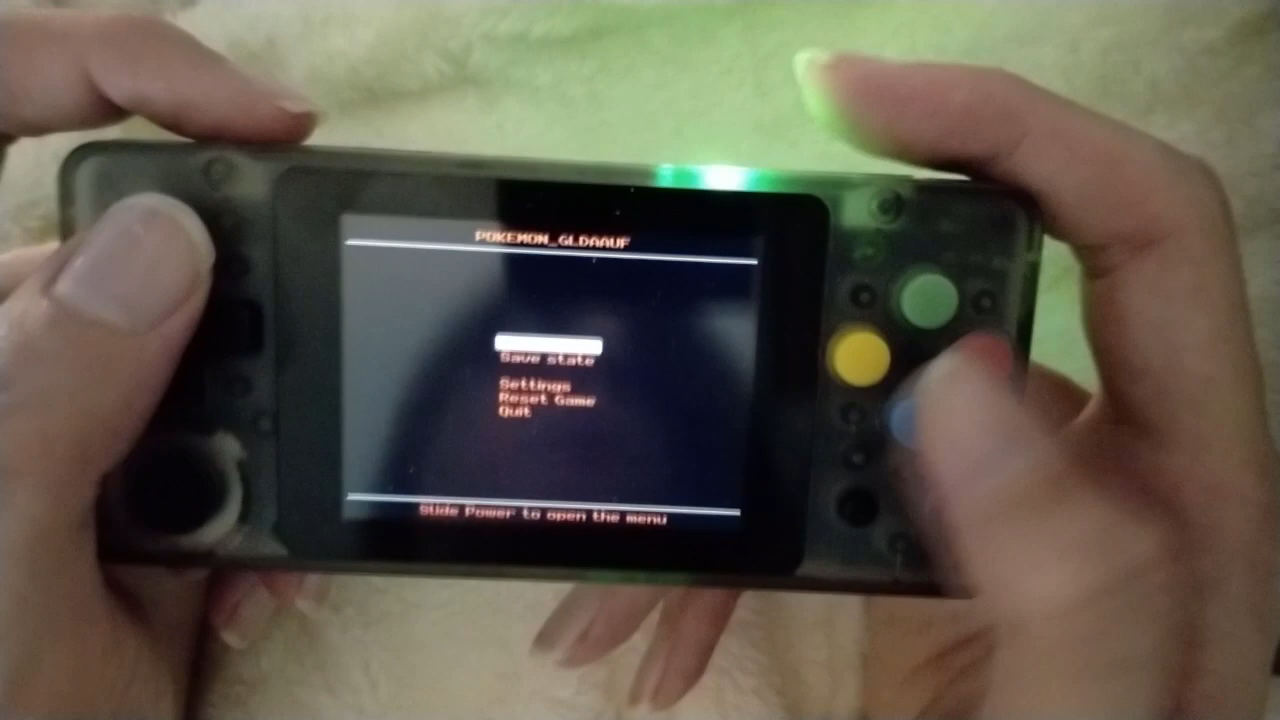 POKEMON_GLDAAUF
Save state
Settings
Reset Game
Quit
Slide Power to open the menu